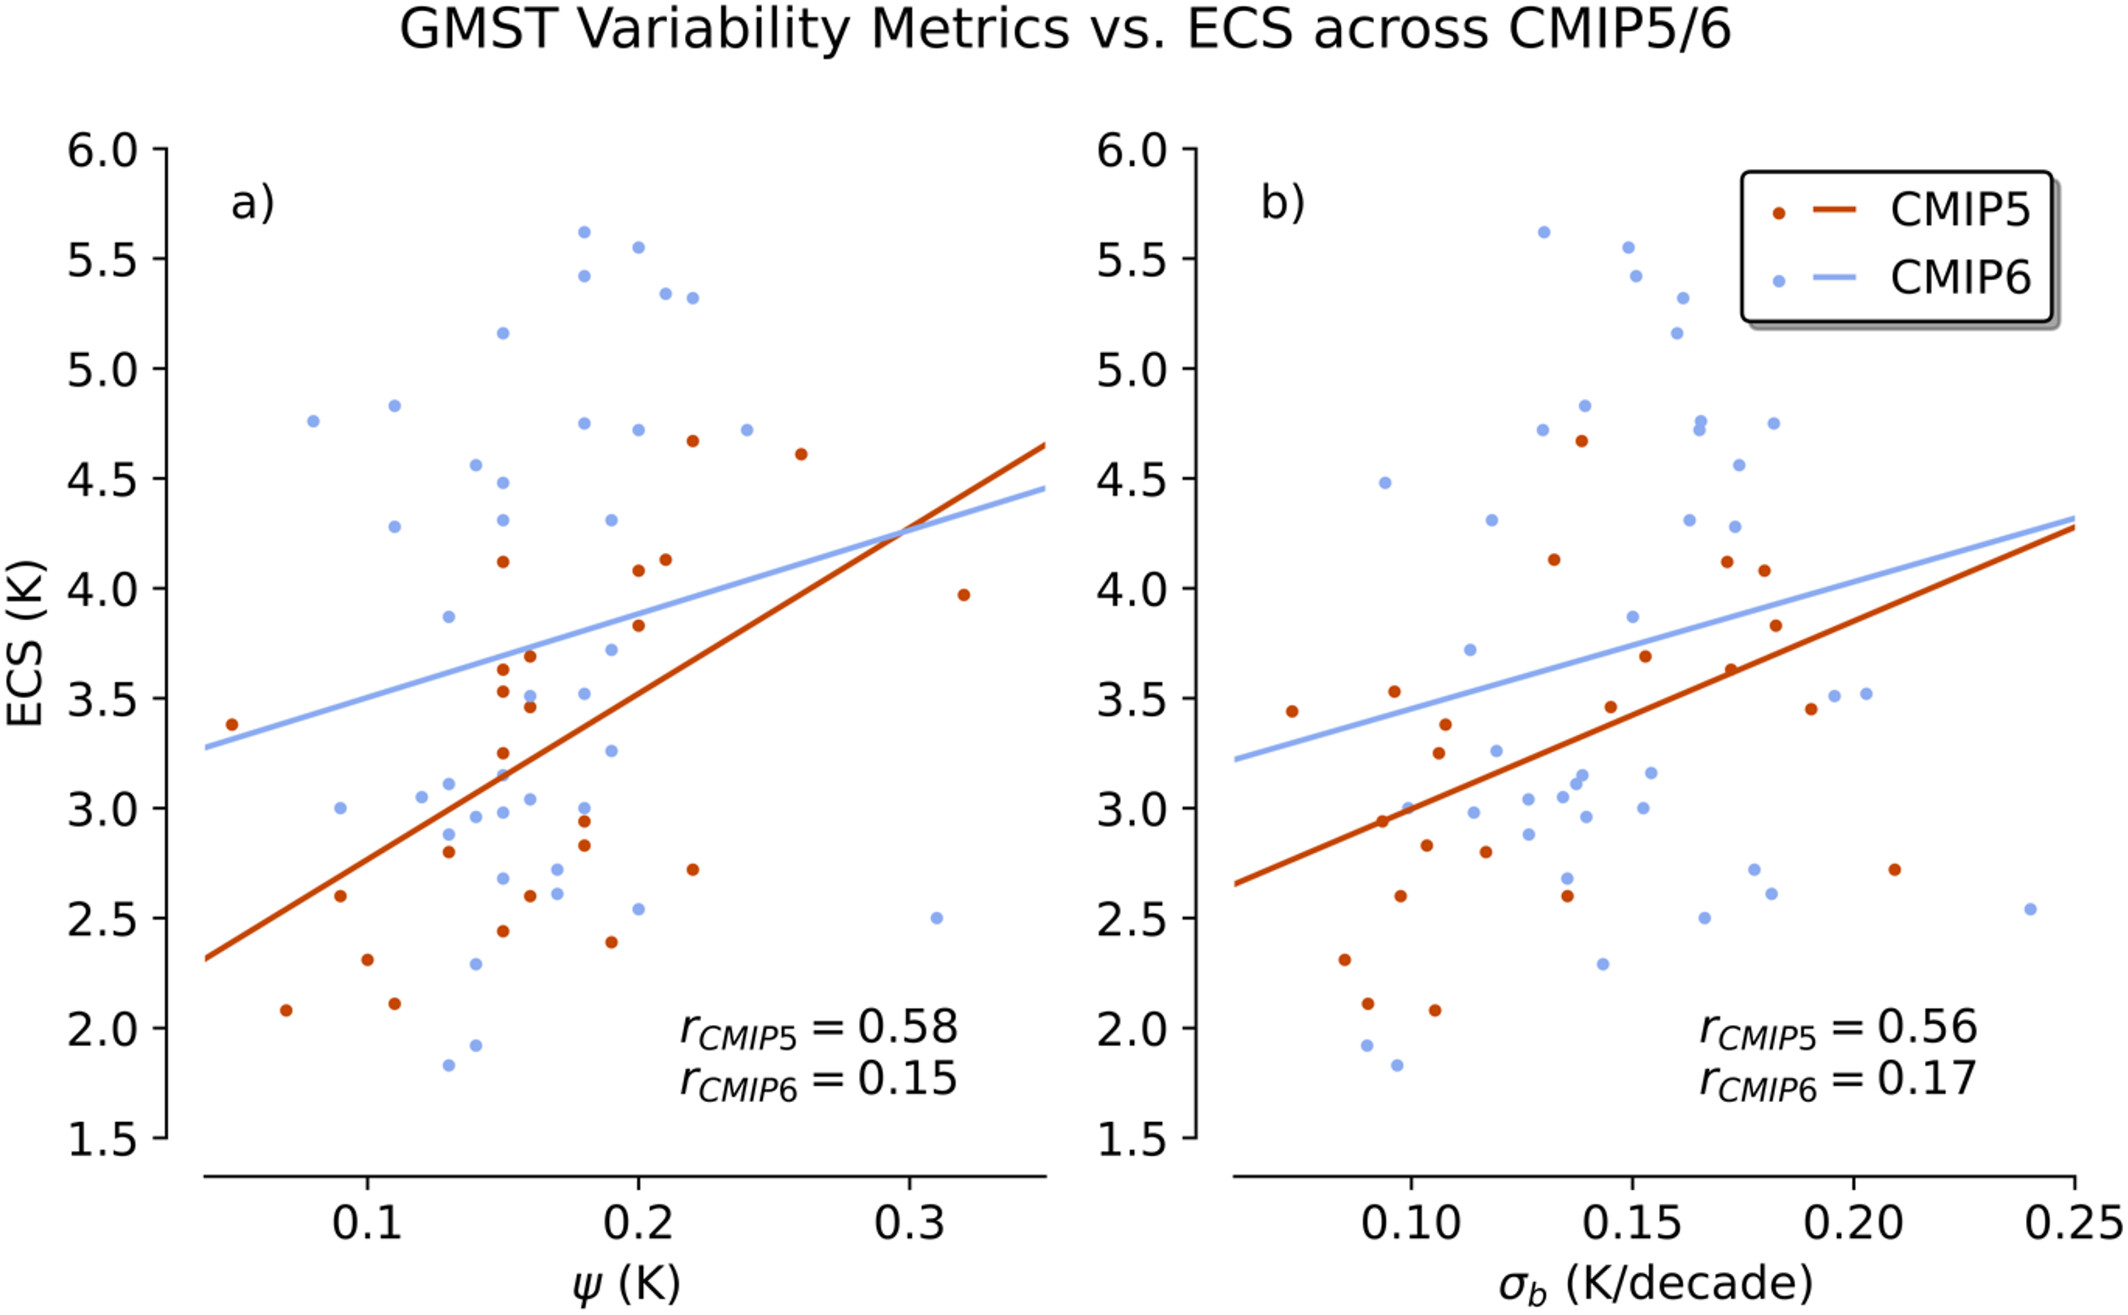 GMST Variability Metrics vs. ECS across CMIP5/6
a)
6.0
5.5
5.0
4.5
4.0
3.5
3.0
2.5
2.0
1.5
ECS (K)
r_CMIP5 = 0.58
r_CMIP6 = 0.15
0.1 0.2 0.3
ψ (K)
b)
6.0
5.5
5.0
4.5
4.0
3.5
3.0
2.5
2.0
1.5
CMIP5
CMIP6
r_CMIP5 = 0.56
r_CMIP6 = 0.17
0.10 0.15 0.20 0.25
σ_b (K/decade)